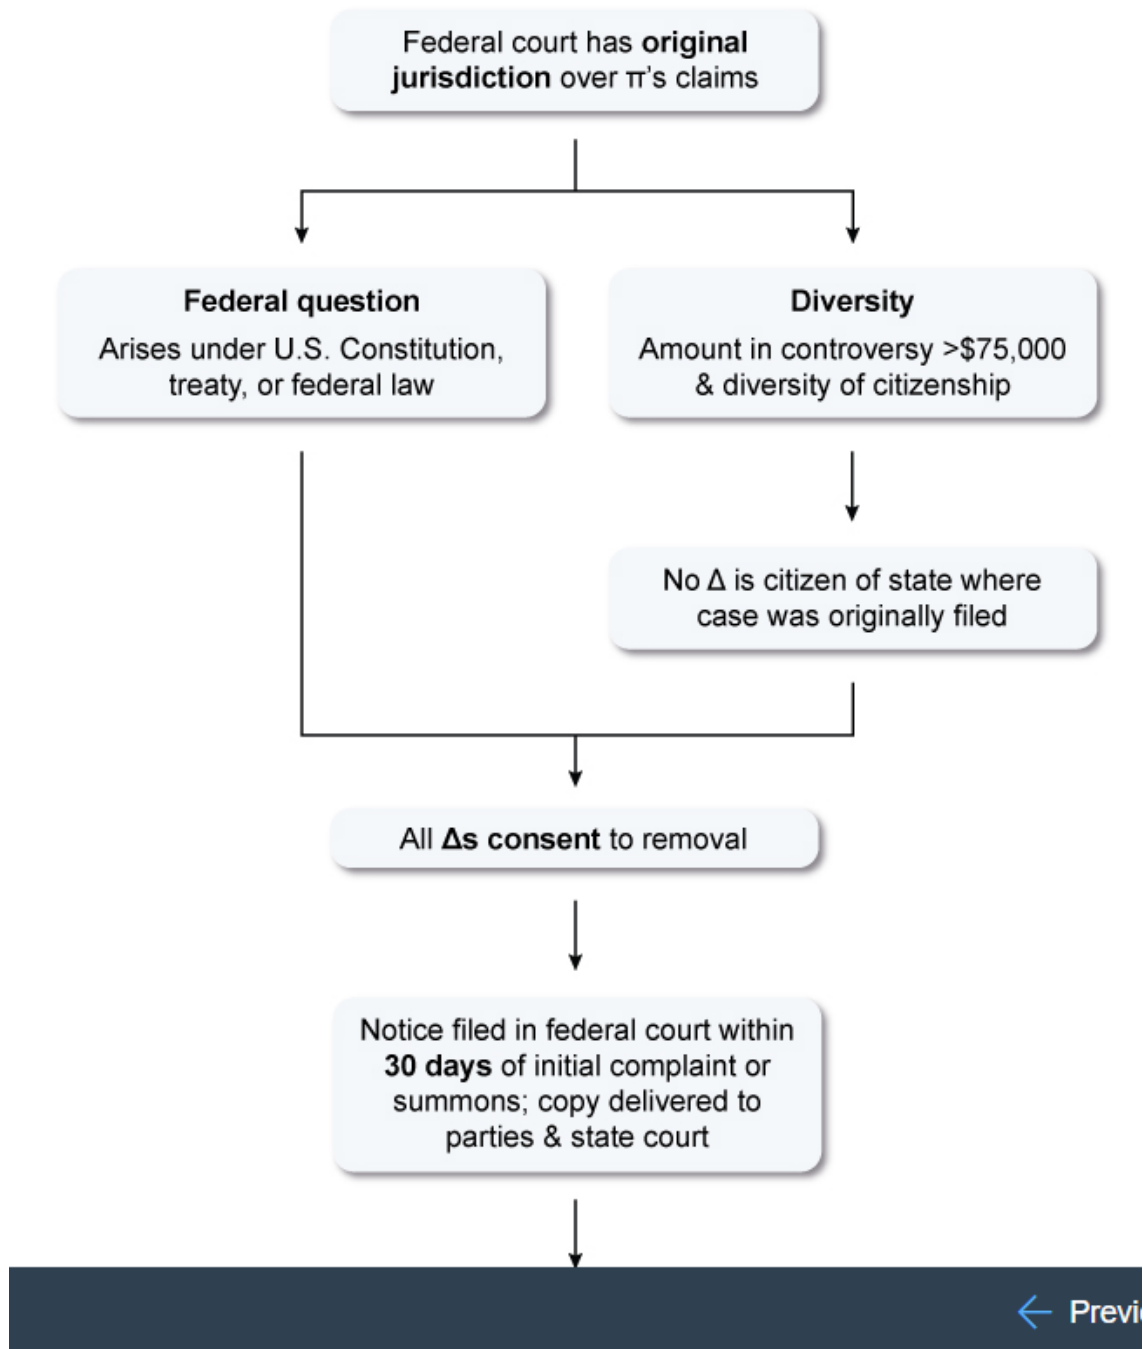 Federal court has original
jurisdiction over π's claims
Federal question
Arises under U.S. Constitution,
treaty, or federal law
Diversity
Amount in controversy >$75,000
& diversity of citizenship
No Δ is citizen of state where
case was originally filed
All Δs consent to removal
Notice filed in federal court within
30 days of initial complaint or
summons; copy delivered to
parties & state court
Previ